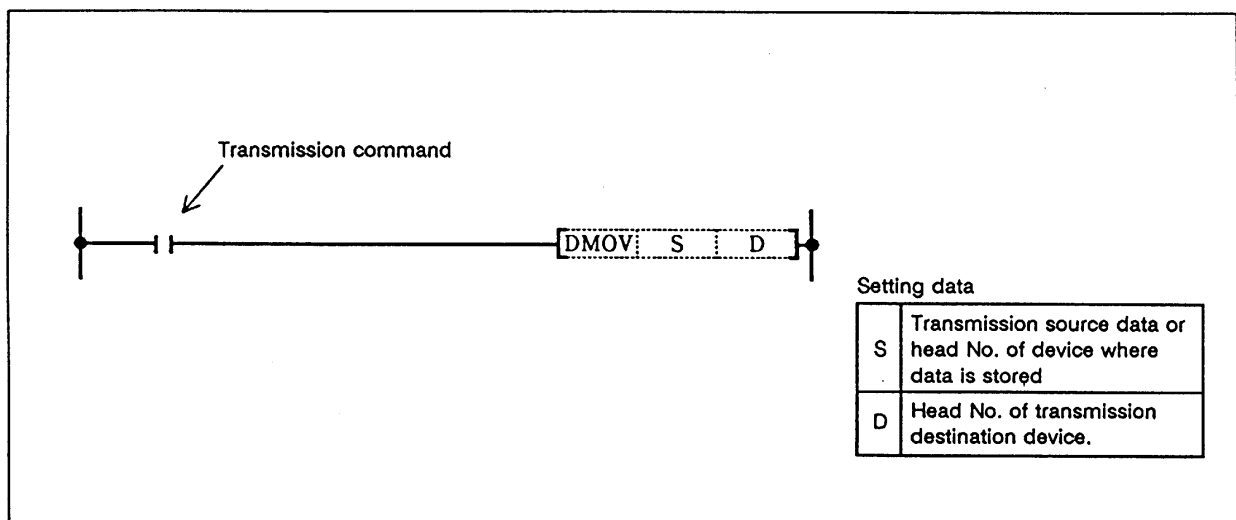 Transmission command
DMOV S D
Setting data
S Transmission source data or
head No. of device where
data is stored
D Head No. of transmission
destination device.